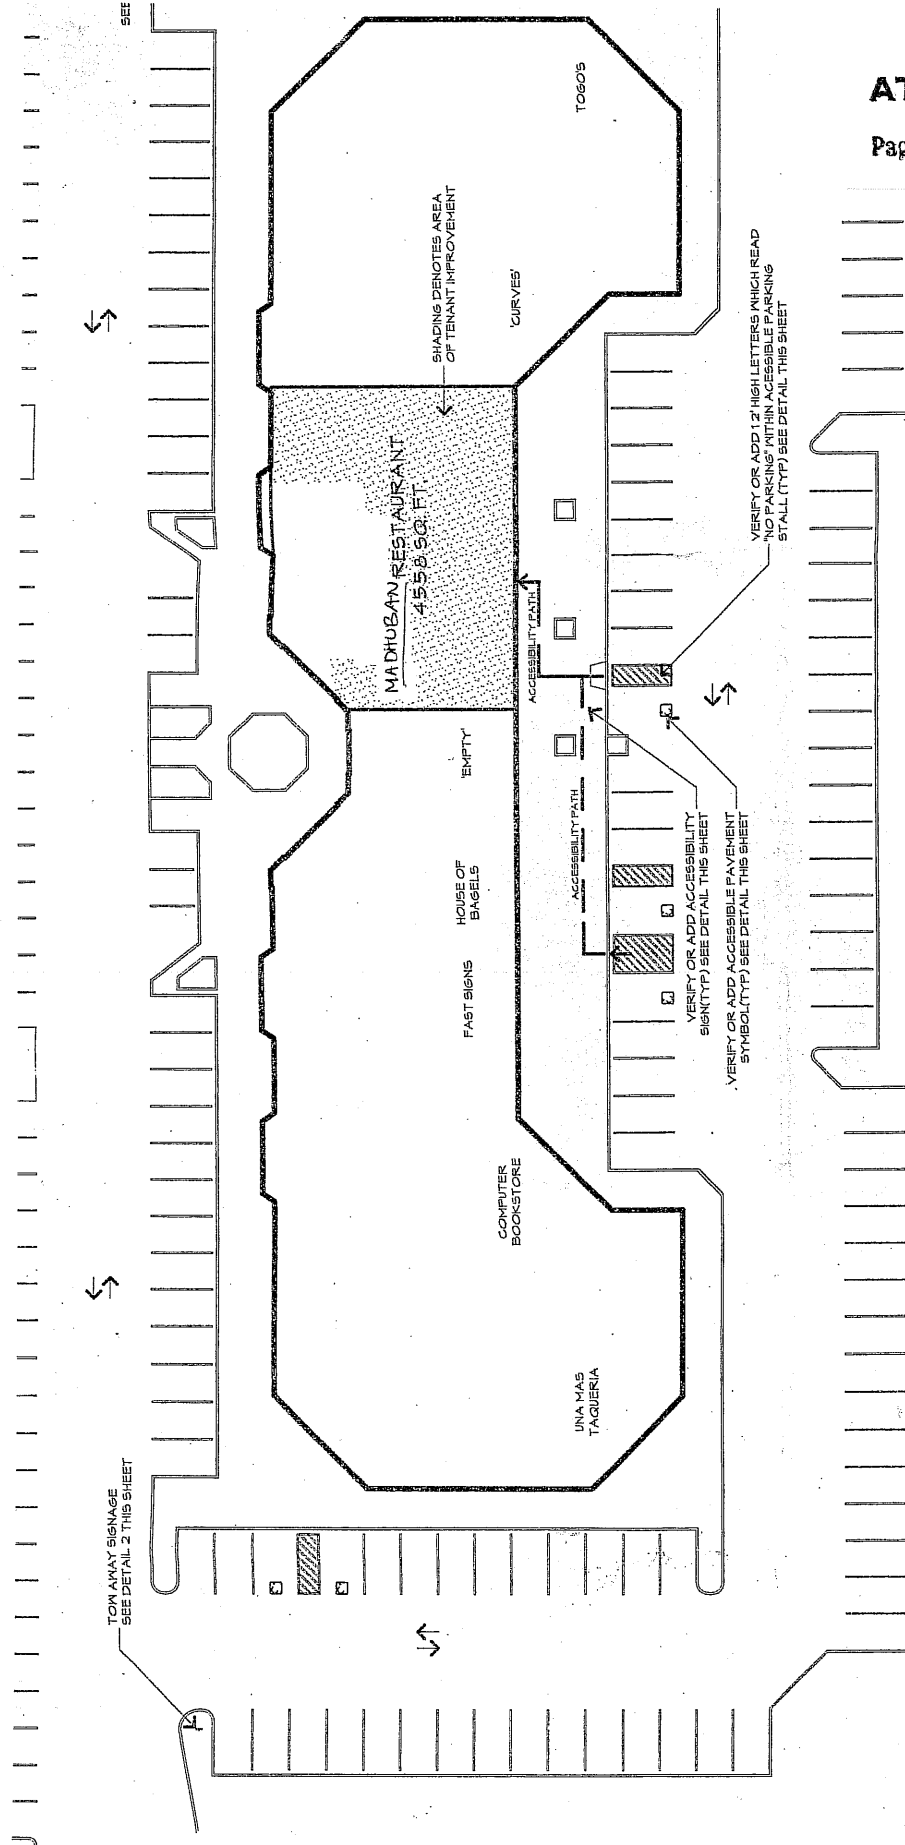 SEE
AT
Pag
TOGO'S
SHADING DENOTES AREA
OF TENANT IMPROVEMENT
'CURVES'
VERIFY OR ADD 12" HIGH LETTERS WHICH READ
"NO PARKING" WITHIN ACESSIBLE PARKING
STALL (TYP) SEE DETAIL THIS SHEET
MADHUBAN RESTAURANT
4558 SQ. FT.
ACCESSIBILITY PATH
'EMPTY'
ACCESSIBILITY PATH
HOUSE OF
BAGELS
VERIFY OR ADD ACCESSIBILITY
SIGN(TYP) SEE DETAIL THIS SHEET
VERIFY OR ADD ACCESSIBLE PAVEMENT
SYMBOL(TYP) SEE DETAIL THIS SHEET
FAST SIGNS
COMPUTER
BOOKSTORE
UNA MAS
TAQUERIA
TOW AWAY SIGNAGE
SEE DETAIL 2 THIS SHEET